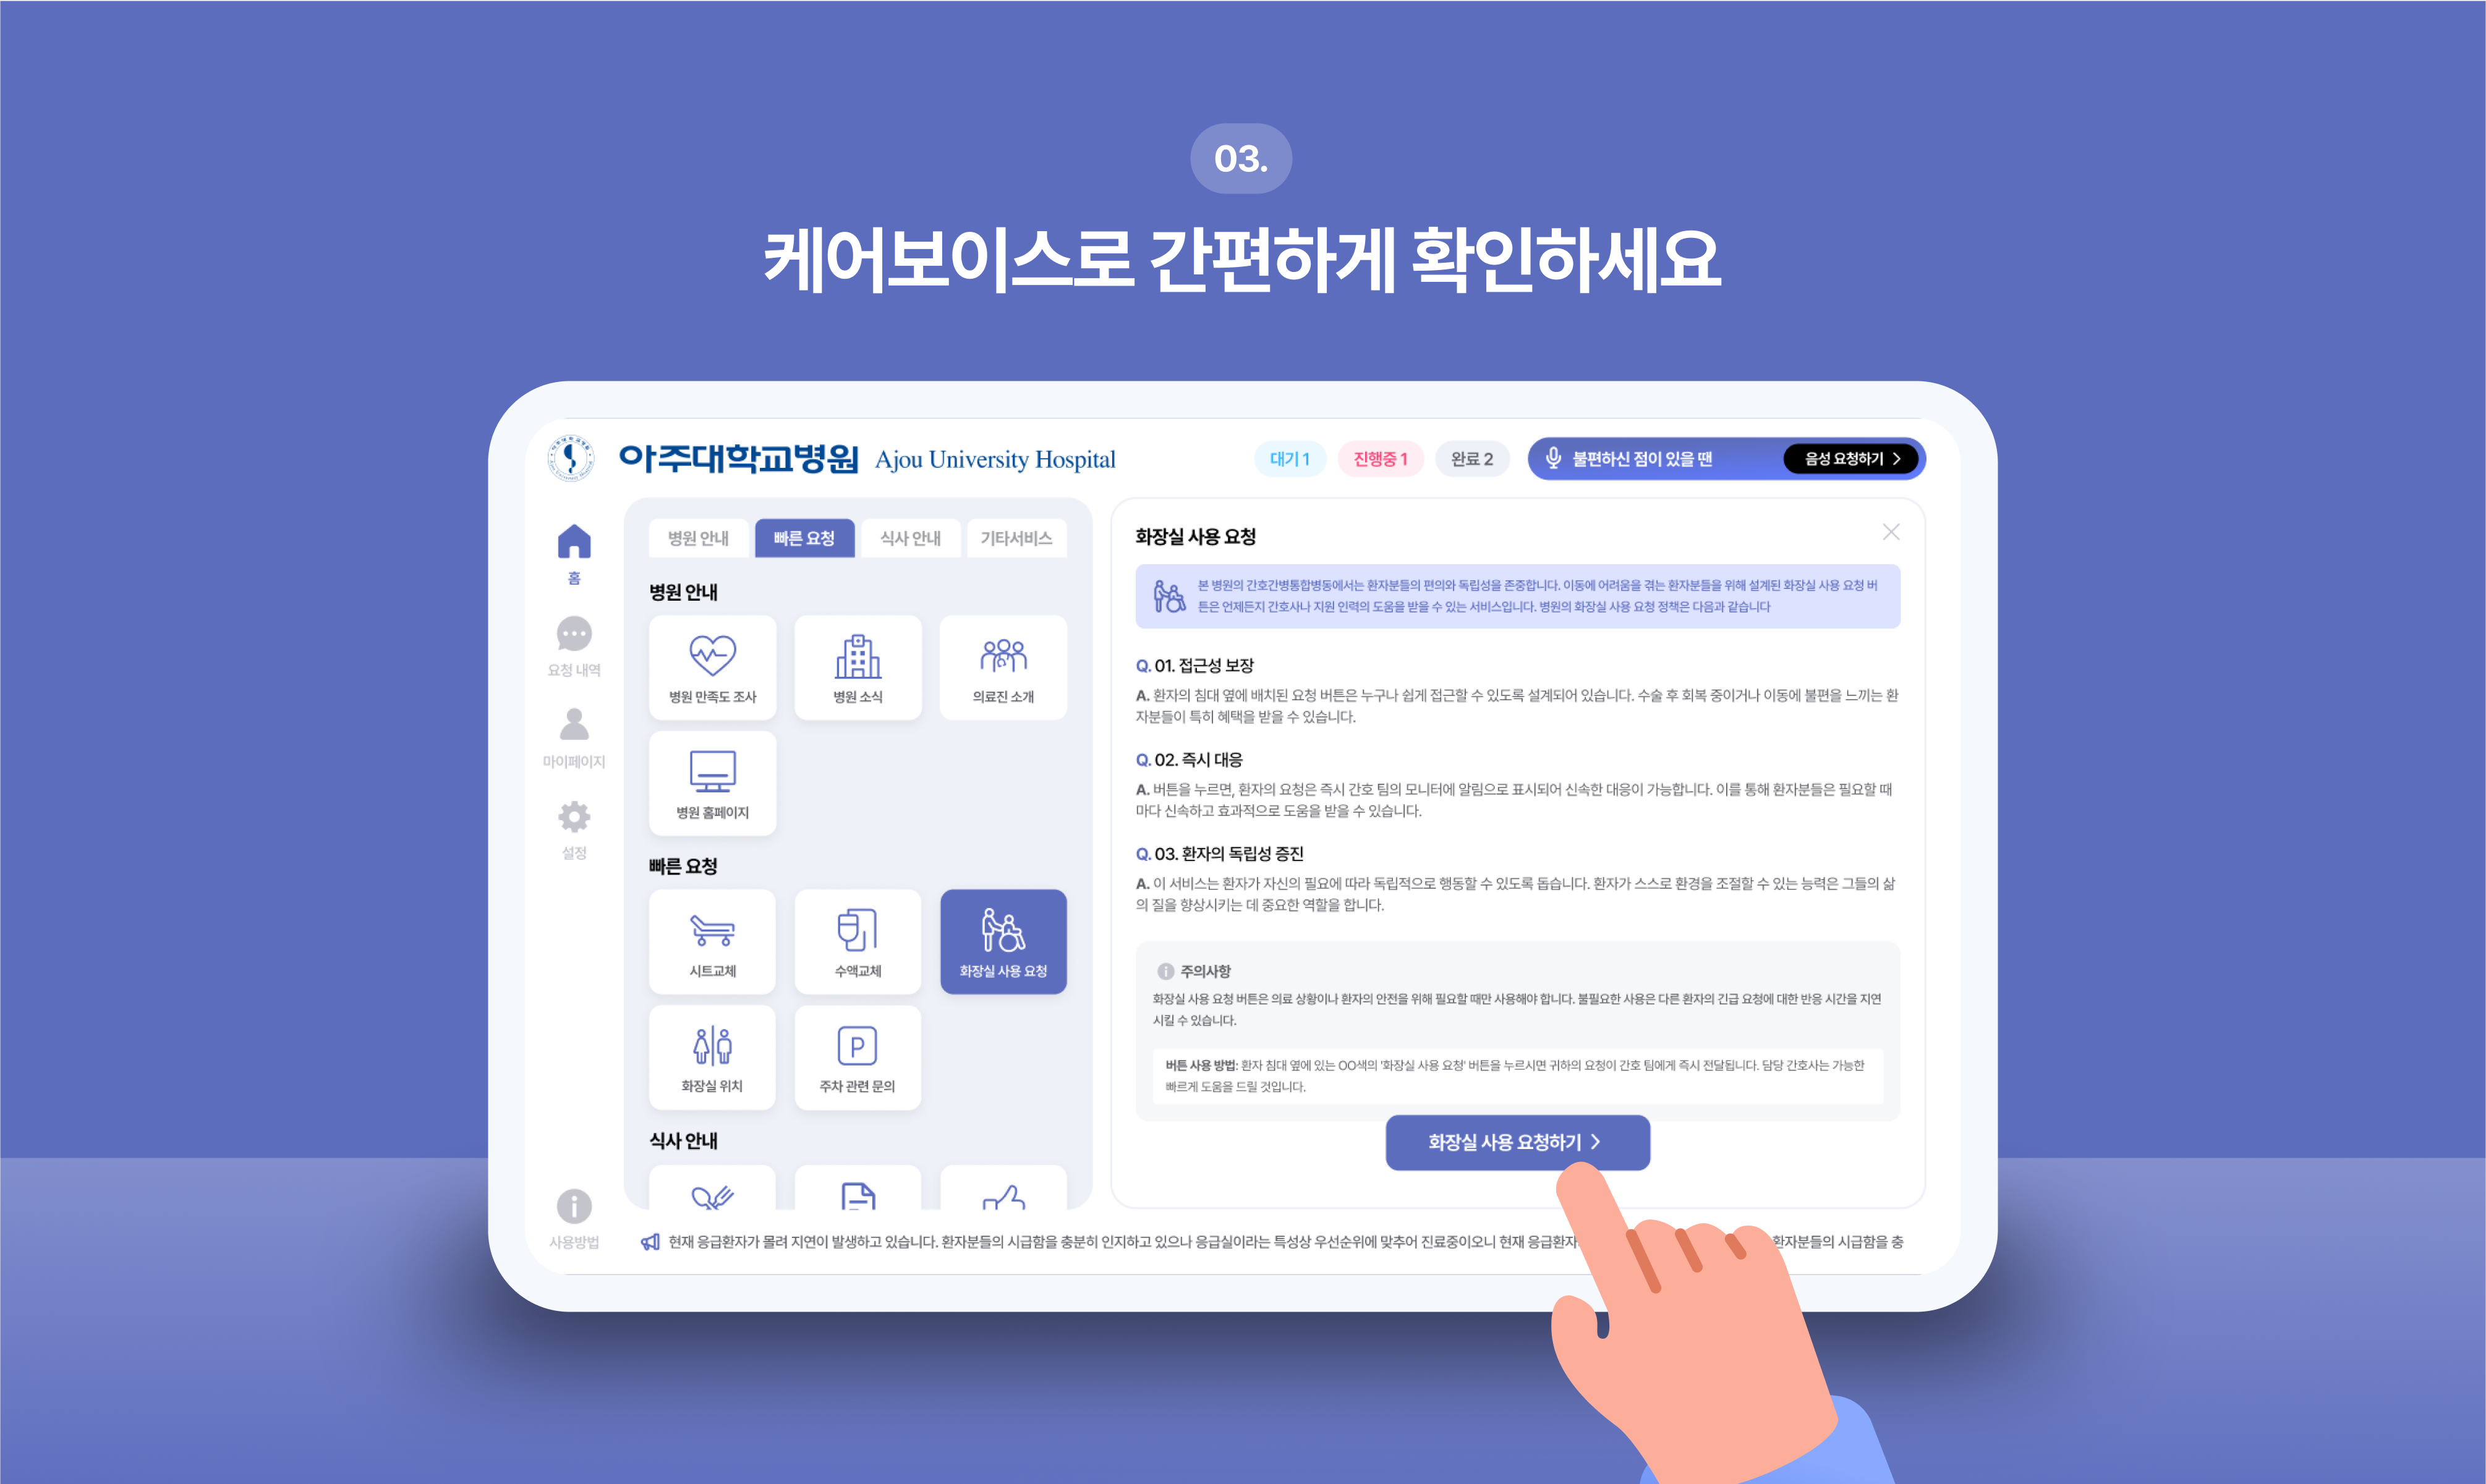 03.
케어보이스로 간편하게 확인하세요
아주대학교병원 Ajou University Hospital
대기 1
진행중 1
완료 2
불편하신 점이 있을 땐
음성 요청하기
홈
요청 내역
마이페이지
설정
사용방법
병원 안내
빠른 요청
식사 안내
기타서비스
병원 안내
병원 만족도 조사
병원 소식
의료진 소개
병원 홈페이지
빠른 요청
시트교체
수액교체
화장실 사용 요청
화장실 위치
P
주차 관련 문의
식사 안내
화장실 사용 요청
본 병원의 간호간병통합병동에서는 환자분들의 편의와 독립성을 존중합니다. 이동에 어려움을 겪는 환자분들을 위해 설계된 화장실 사용 요청 버
튼은 언제든지 간호사나 지원 인력의 도움을 받을 수 있는 서비스입니다. 병원의 화장실 사용 요청 정책은 다음과 같습니다
Q. 01. 접근성 보장
A. 환자의 침대 옆에 배치된 요청 버튼은 누구나 쉽게 접근할 수 있도록 설계되어 있습니다. 수술 후 회복 중이거나 이동에 불편을 느끼는 환
자분들이 특히 혜택을 받을 수 있습니다.
Q. 02. 즉시 대응
A. 버튼을 누르면, 환자의 요청은 즉시 간호 팀의 모니터에 알림으로 표시되어 신속한 대응이 가능합니다. 이를 통해 환자분들은 필요할 때
마다 신속하고 효과적으로 도움을 받을 수 있습니다.
Q. 03. 환자의 독립성 증진
A. 이 서비스는 환자가 자신의 필요에 따라 독립적으로 행동할 수 있도록 돕습니다. 환자가 스스로 환경을 조절할 수 있는 능력은 그들의 삶
의 질을 향상시키는 데 중요한 역할을 합니다.
주의사항
화장실 사용 요청 버튼은 의료 상황이나 환자의 안전을 위해 필요할 때만 사용해야 합니다. 불필요한 사용은 다른 환자의 긴급 요청에 대한 반응 시간을 지연
시킬 수 있습니다.
버튼 사용 방법: 환자 침대 옆에 있는 OO색의 '화장실 사용 요청' 버튼을 누르시면 귀하의 요청이 간호 팀에게 즉시 전달됩니다. 담당 간호사는 가능한
빠르게 도움을 드릴 것입니다.
화장실 사용 요청하기
현재 응급환자가 몰려 지연이 발생하고 있습니다. 환자분들의 시급함을 충분히 인지하고 있으나 응급실이라는 특성상 우선순위에 맞추어 진료중이오니 현재 응급환자 환자분들의 시급함을 충